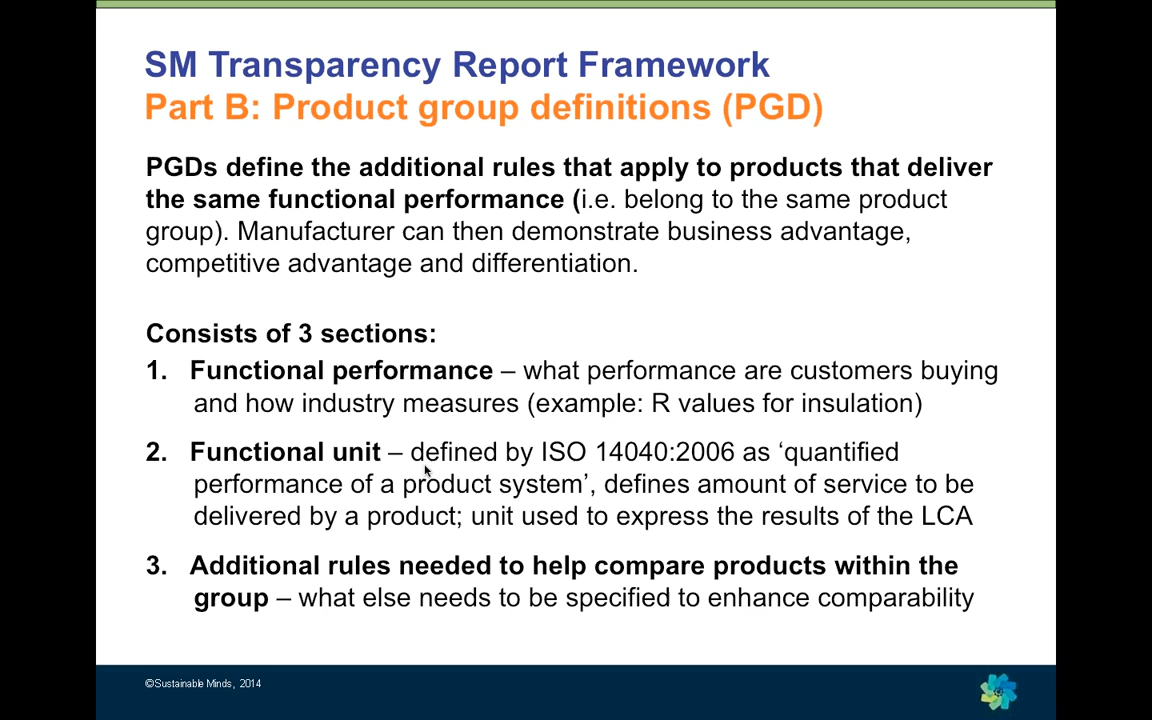 SM Transparency Report Framework
Part B: Product group definitions (PGD)
PGDs define the additional rules that apply to products that deliver
the same functional performance (i.e. belong to the same product
group). Manufacturer can then demonstrate business advantage,
competitive advantage and differentiation.
Consists of 3 sections:
1. Functional performance – what performance are customers buying
and how industry measures (example: R values for insulation)
2. Functional unit – defined by ISO 14040:2006 as ‘quantified
performance of a product system’, defines amount of service to be
delivered by a product; unit used to express the results of the LCA
3. Additional rules needed to help compare products within the
group – what else needs to be specified to enhance comparability
©Sustainable Minds, 2014